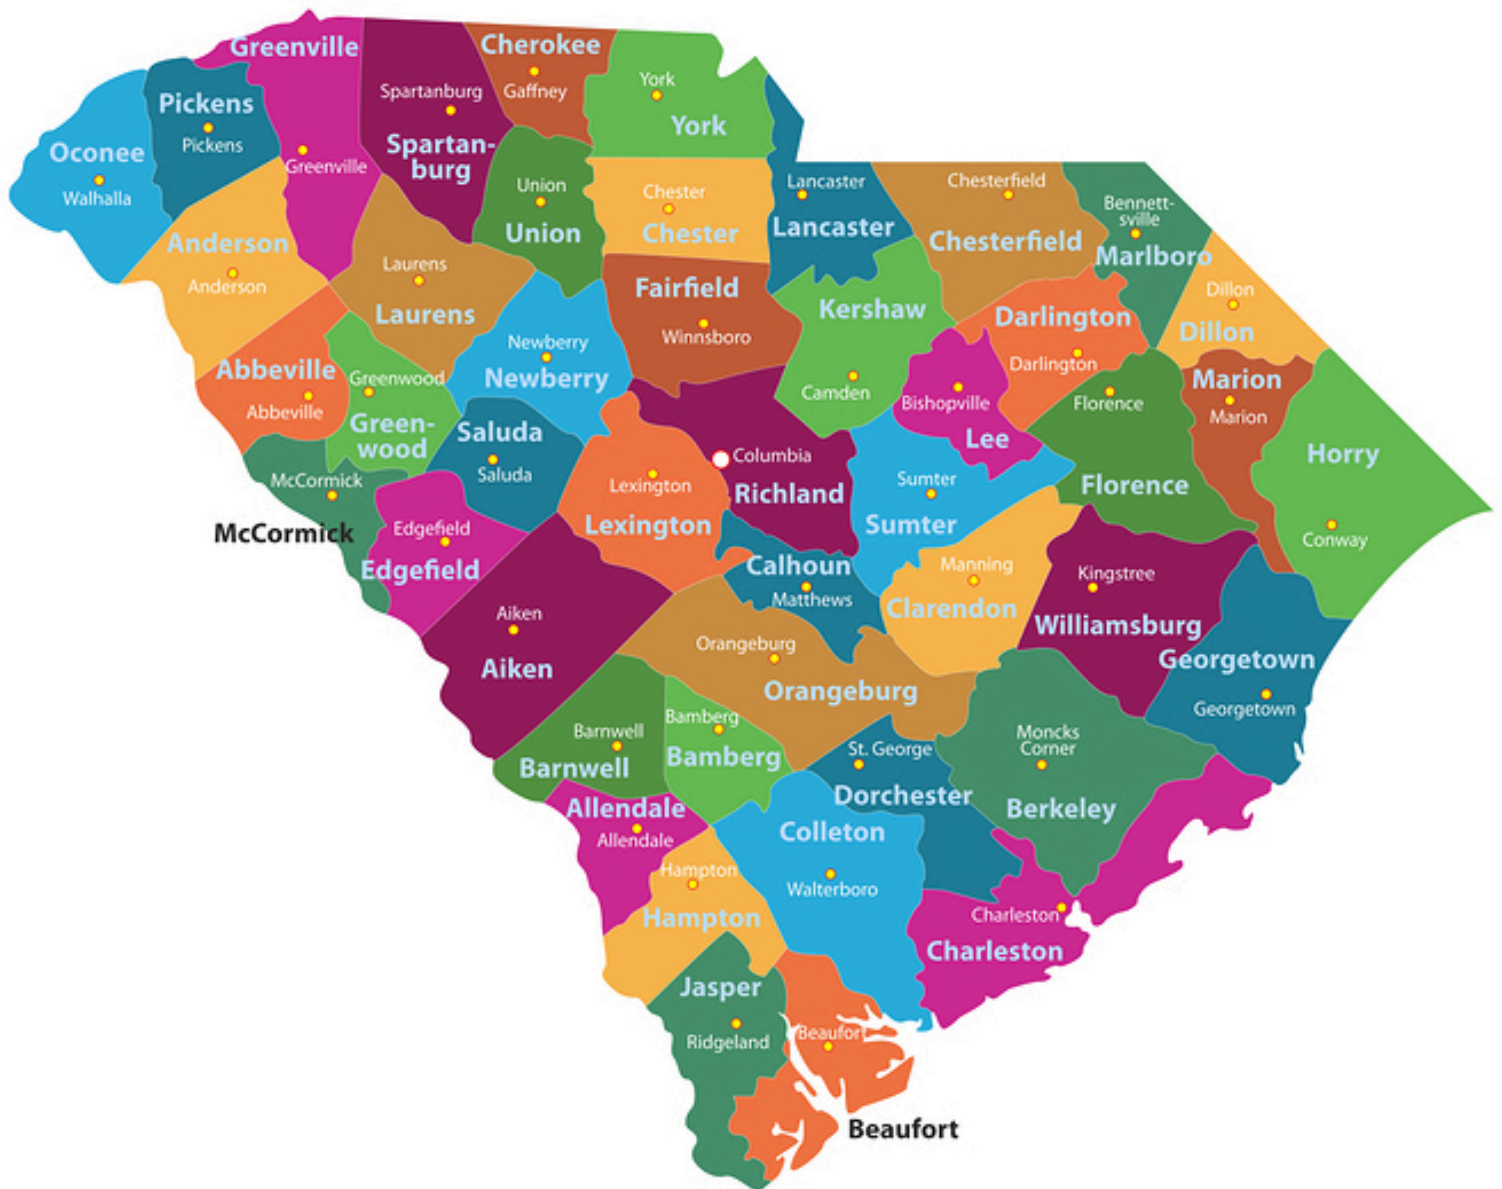 Greenville
Greenville
Cherokee
Gaffney
York
York
Spartanburg
Spartan-
burg
Pickens
Pickens
Oconee
Walhalla
Union
Union
Chester
Chester
Lancaster
Lancaster
Chesterfield
Chesterfield
Bennett-
sville
Marlboro
Anderson
Anderson
Laurens
Laurens
Fairfield
Winnsboro
Kershaw
Camden
Darlington
Darlington
Dillon
Dillon
Newberry
Newberry
Abbeville
Abbeville
Greenwood
Green-
wood
Saluda
Saluda
Bishopville
Lee
Florence
Florence
Marion
Marion
Horry
Conway
McCormick
McCormick
Edgefield
Edgefield
Lexington
Lexington
Columbia
Richland
Sumter
Sumter
Calhoun
Matthews
Manning
Clarendon
Kingstree
Williamsburg
Georgetown
Georgetown
Aiken
Aiken
Orangeburg
Orangeburg
Barnwell
Barnwell
Bamberg
Bamberg
St. George
Dorchester
Moncks
Corner
Berkeley
Allendale
Allendale
Colleton
Walterboro
Hampton
Hampton
Charleston
Charleston
Jasper
Ridgeland
Beaufort
Beaufort